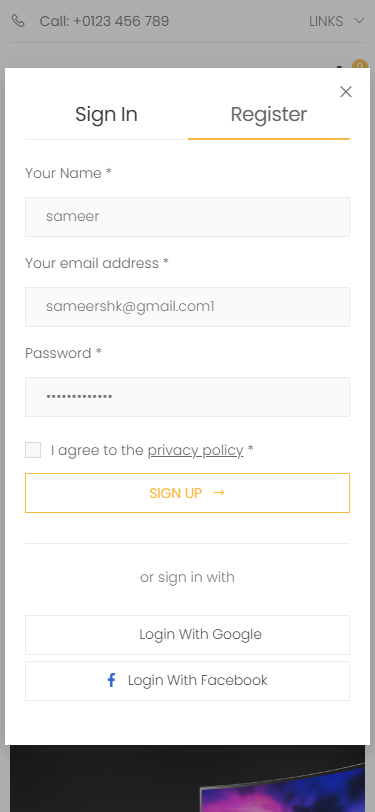 Call: +0123 456 789
LINKS
0
Sign In
Register
Your Name *
sameer
Your email address *
sameershk@gmail.com1
Password *
•••••••••••••
I agree to the privacy policy *
SIGN UP →
or sign in with
Login With Google
Login With Facebook